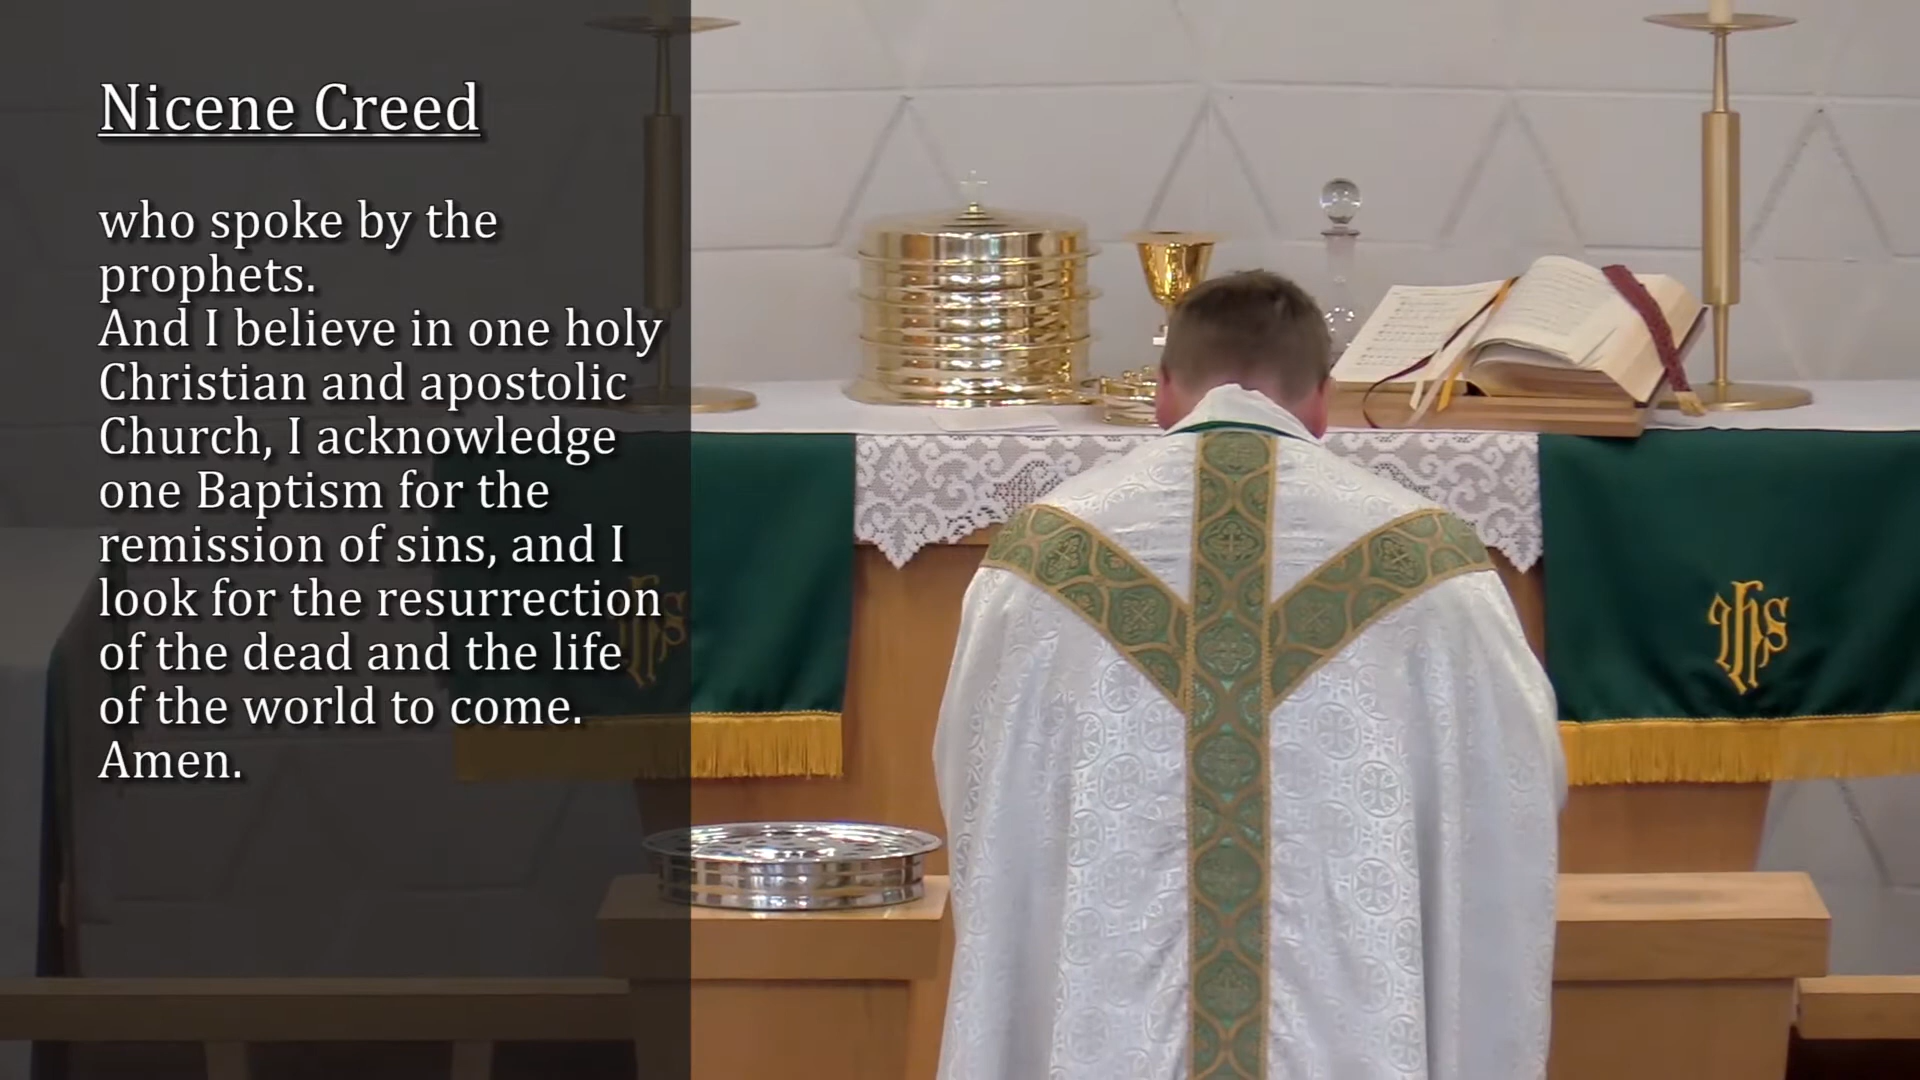 Nicene Creed
who spoke by the
prophets.
And I believe in one holy
Christian and apostolic
Church, I acknowledge
one Baptism for the
remission of sins, and I
look for the resurrection
of the dead and the life
of the world to come.
Amen.
IHS
IHS